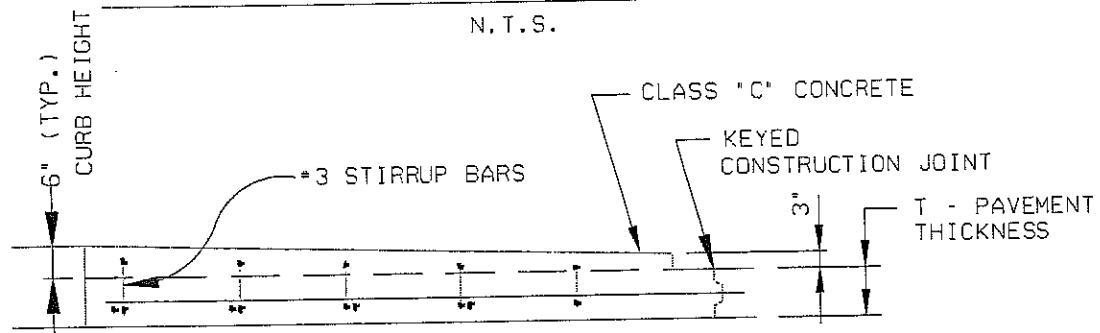 N.T.S.
6" (TYP.)
CURB HEIGHT
CLASS "C" CONCRETE
KEYED
CONSTRUCTION JOINT
#3 STIRRUP BARS
3"
T - PAVEMENT
THICKNESS